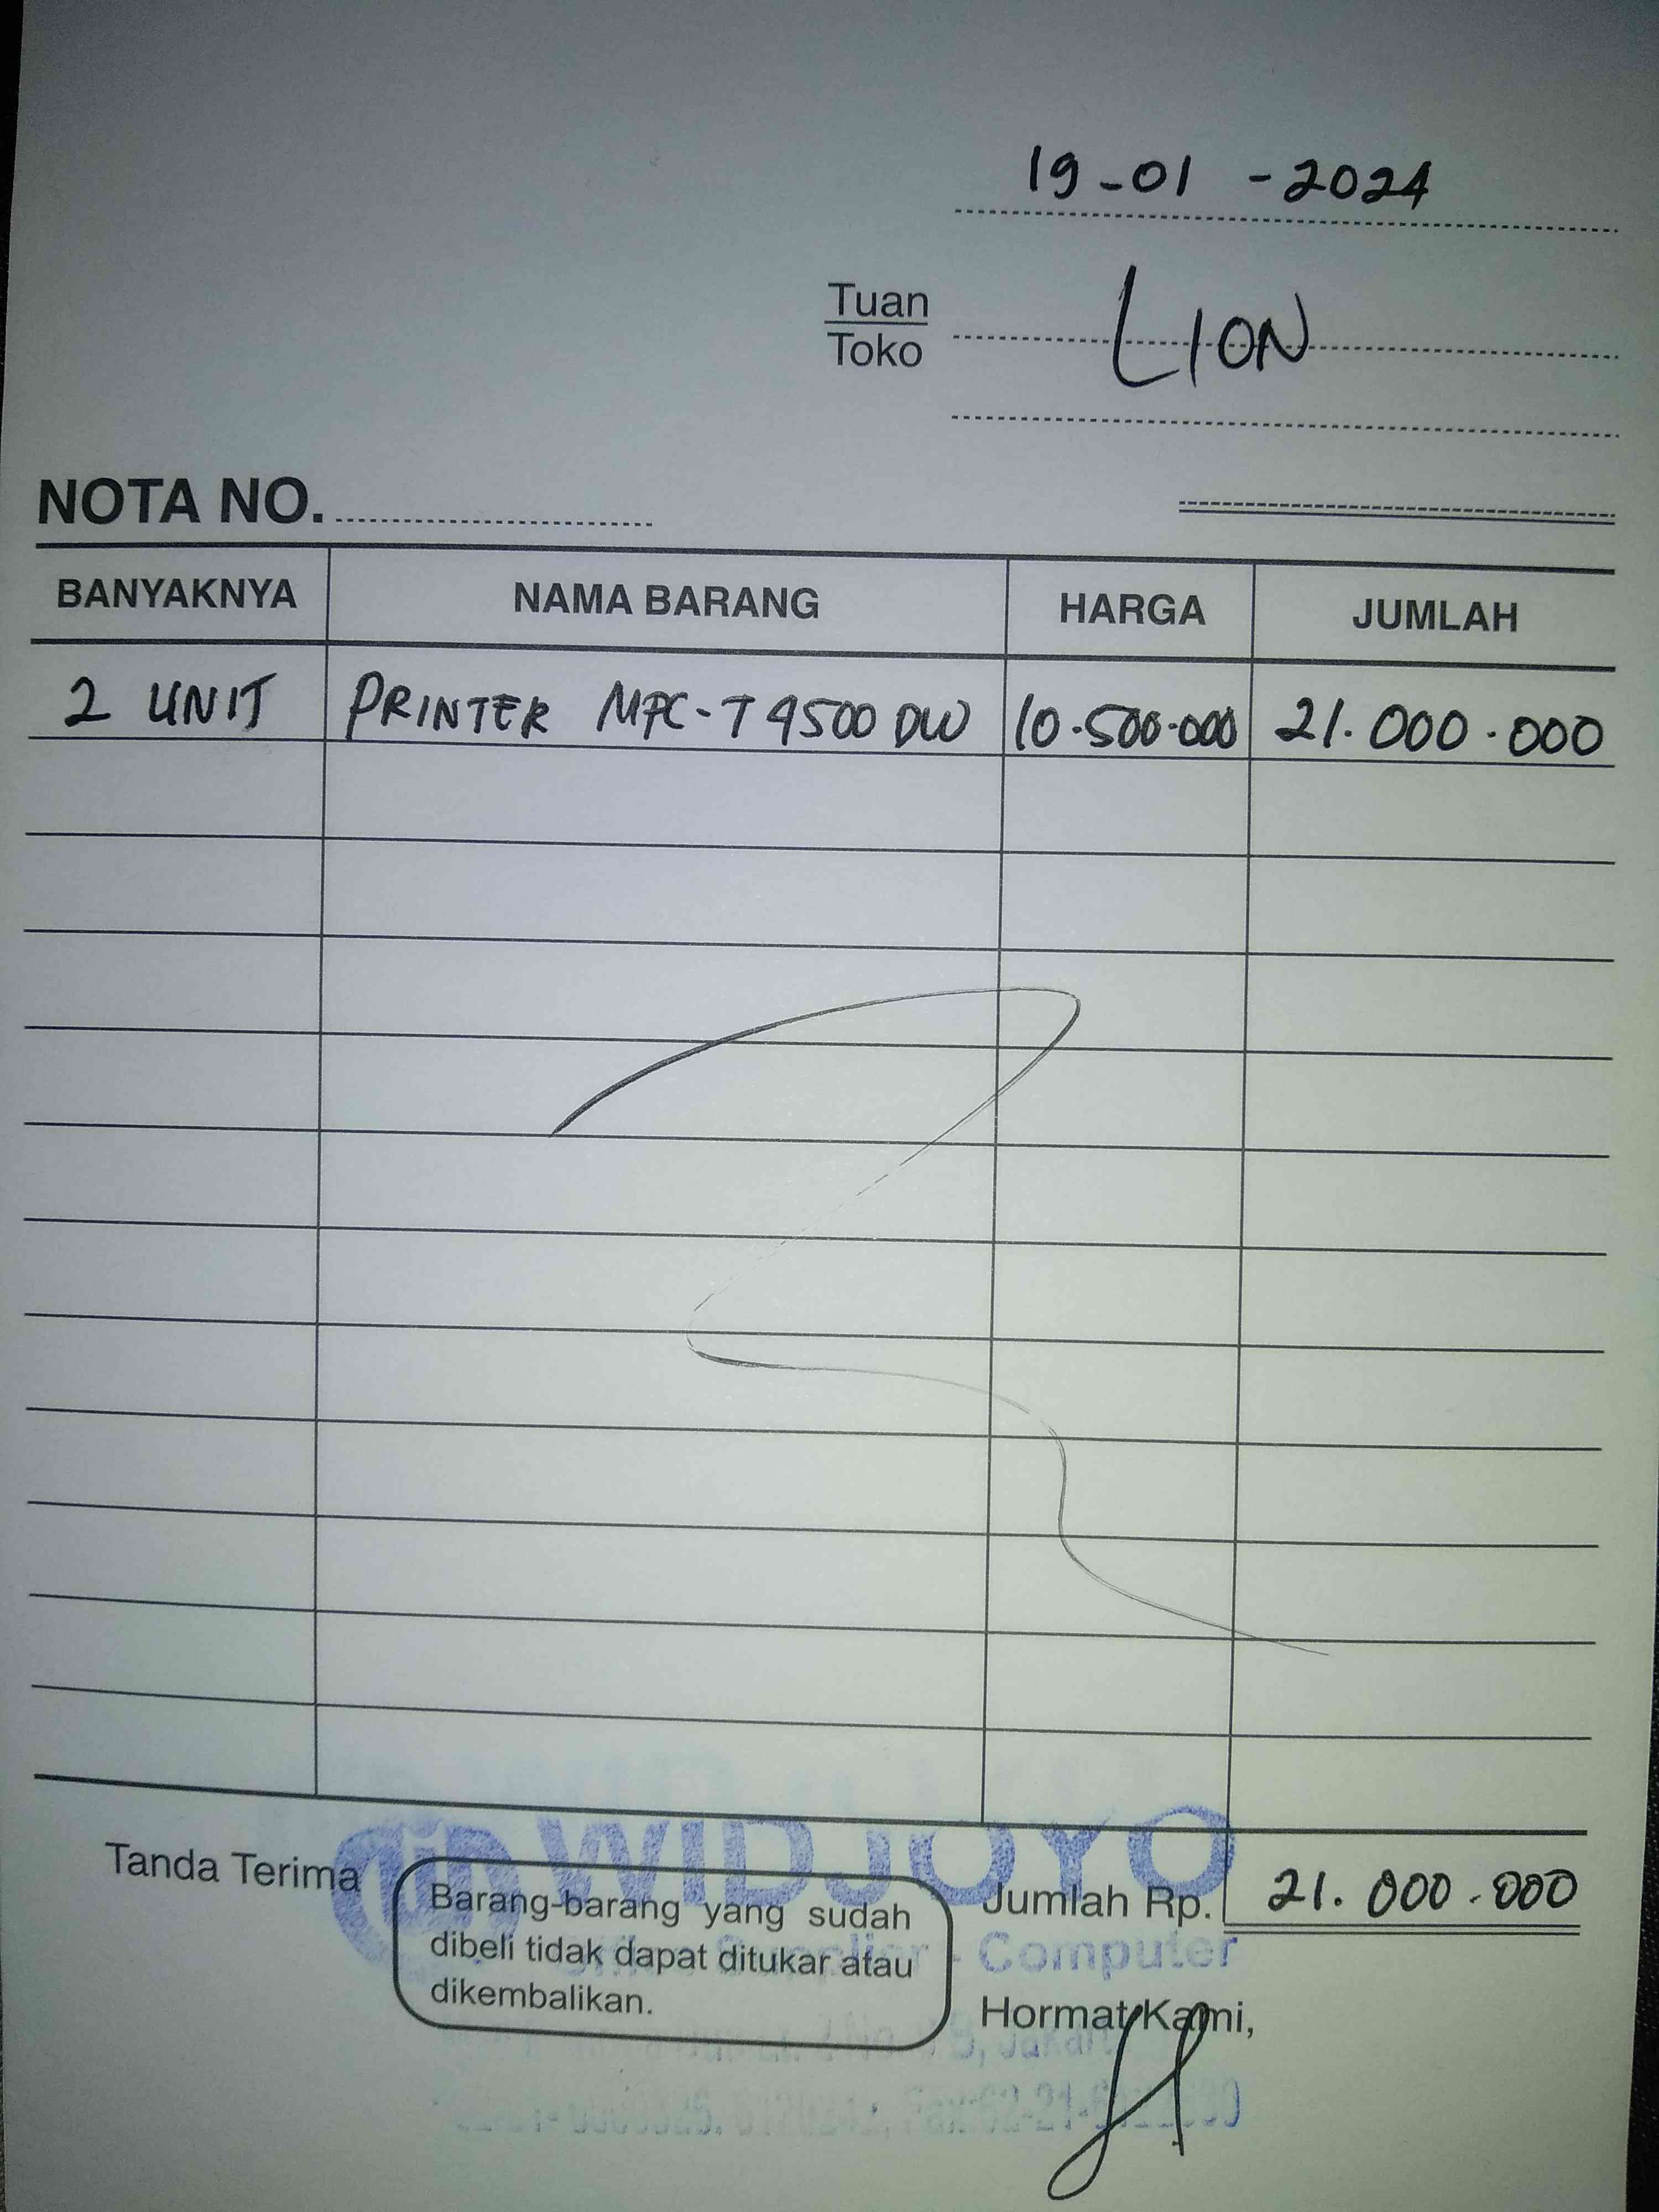 19-01-2024
Tuan
Toko
LION
NOTA NO.
BANYAKNYA NAMA BARANG HARGA JUMLAH
2 UNIT PRINTER MFC-T4500 DW 10.500.000 21.000.000
WIDJOYO
Tanda Terima
Barang-barang yang sudah
dibeli tidak dapat ditukar atau
dikembalikan.
Jumlah Rp. 21.000.000
- Computer
Hormat Kami,